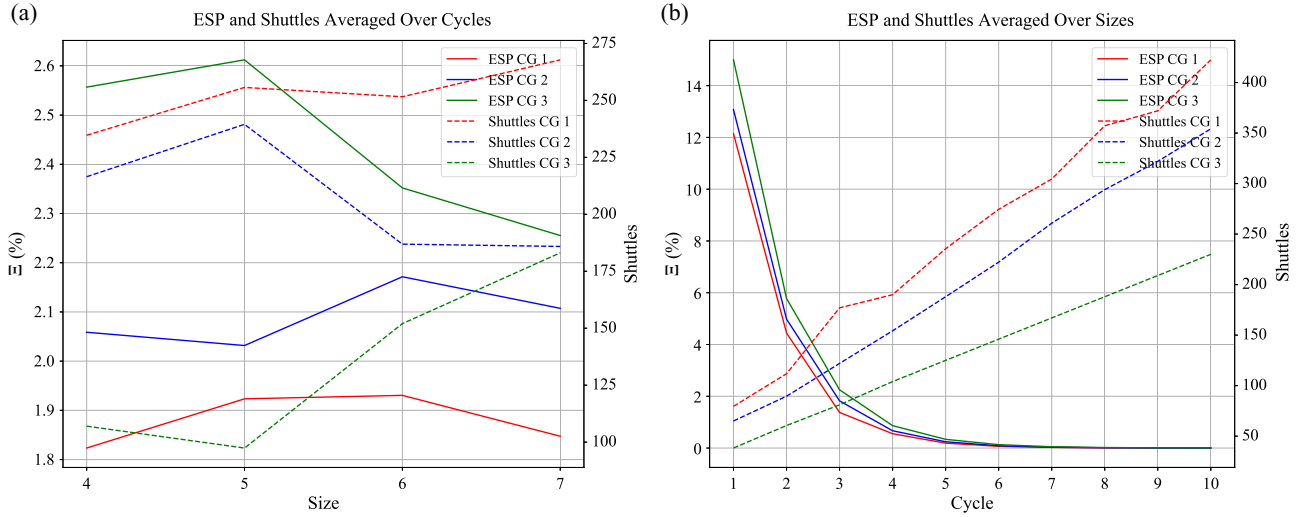 (a)
ESP and Shuttles Averaged Over Cycles
2.6
2.5
2.4
2.3
2.2
2.1
2.0
1.9
1.8
Ξ (%)
4
5
6
7
Size
275
250
225
200
175
150
125
100
Shuttles
ESP CG 1
ESP CG 2
ESP CG 3
Shuttles CG 1
Shuttles CG 2
Shuttles CG 3
(b)
ESP and Shuttles Averaged Over Sizes
14
12
10
8
6
4
2
0
Ξ (%)
1
2
3
4
5
6
7
8
9
10
Cycle
400
350
300
250
200
150
100
50
Shuttles
ESP CG 1
ESP CG 2
ESP CG 3
Shuttles CG 1
Shuttles CG 2
Shuttles CG 3